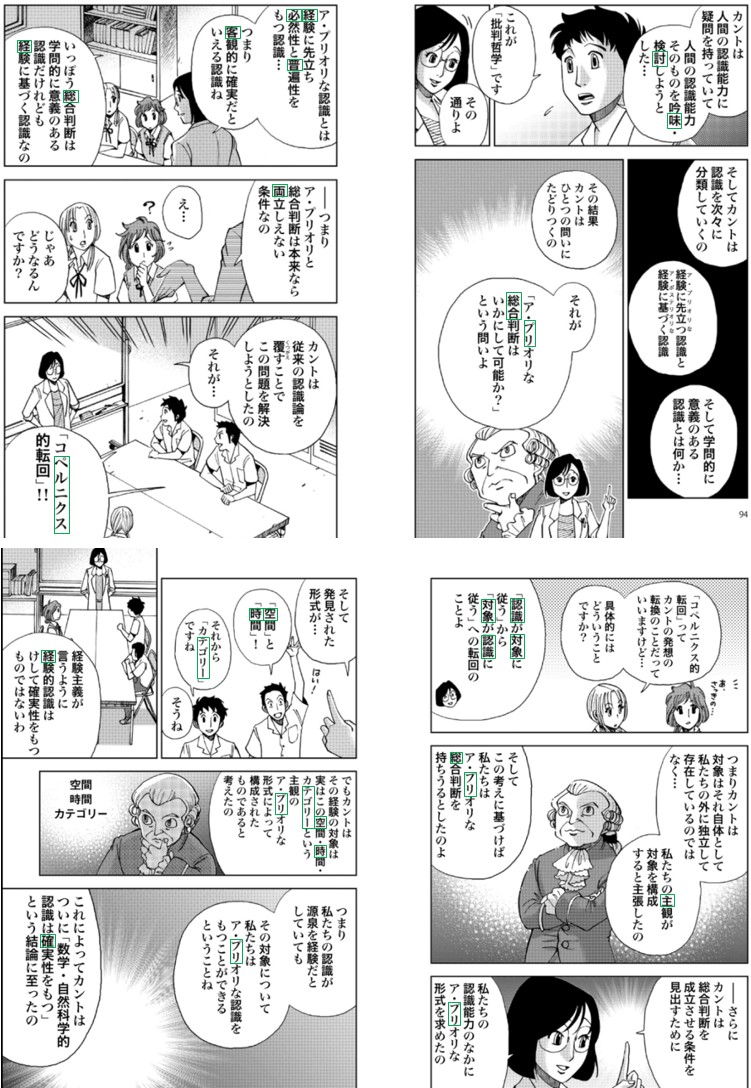 カントは
人間の認識能力に
疑問を持っていて
人間の認識能力
そのものを吟味・
検討しようと
した…
これが
「批判哲学」です
その
通りよ
そしてカントは
認識を次々に
分類していくの
ア・プリオリな
経験に先立つ認識と
ア・ポステリオリな
経験に基づく認識
そして学問的に
意義のある
認識とは何か…
その結果
カントは
ひとつの問いに
たどりつくの
それが
「ア・プリオリな
総合判断は
いかにして可能か?」
という問いよ
94
ア・プリオリな認識とは
経験に先立ち
必然性と普遍性を
もつ認識…
つまり
客観的に確実だと
いえる認識ね
いっぽう総合判断は
学問的に意義のある
認識だけれども
経験に基づく認識なの
――つまり
ア・プリオリと
総合判断は本来なら
両立しえない
条件なの
え…
?
じゃあ
どうなるん
ですか?
カントは
従来の認識論を
くつがえ
覆すことで
この問題を解決
しようとしたの
それが…
「コペルニクス
的転回」!!
あ、
さっきの…
「コペルニクス的
転回」って
カントの発想の
転換のことだって
いいますけど…
具体的には
どういうこと
ですか?
「認識が対象に
従う」から
「対象が認識に
従う」への転回の
ことよ
つまりカントは
対象はそれ自体として
私たちの外に独立して
存在しているのでは
なく…
私たちの主観が
対象を構成
すると主張したの
そして
この考えに基づけば
私たちは
ア・プリオリな
総合判断を
持ちうるとしたのよ
――さらに
カントは
総合判断を
成立させる条件を
見出すために
私たちの
認識能力のなかに
ア・プリオリな
形式を求めたの
そして
発見された
形式が…
はい!
「空間」と
「時間」!
それから
「カテゴリー」
ですね
そうね
経験主義が
言うように
経験的認識は
けして確実性をもつ
ものではないわ
でもカントは
その経験の対象は
実はこの空間・時間・
カテゴリーという
主観の
ア・プリオリな
形式によって
構成された
ものであると
考えたの
空間
時間
カテゴリー
つまり
私たちの認識が
源泉を経験だと
していても
その対象について
私たちは
ア・プリオリな認識を
もつことができる
ということね
これによってカントは
ついに「数学・自然科学的
認識は確実性をもつ」
という結論に至ったの